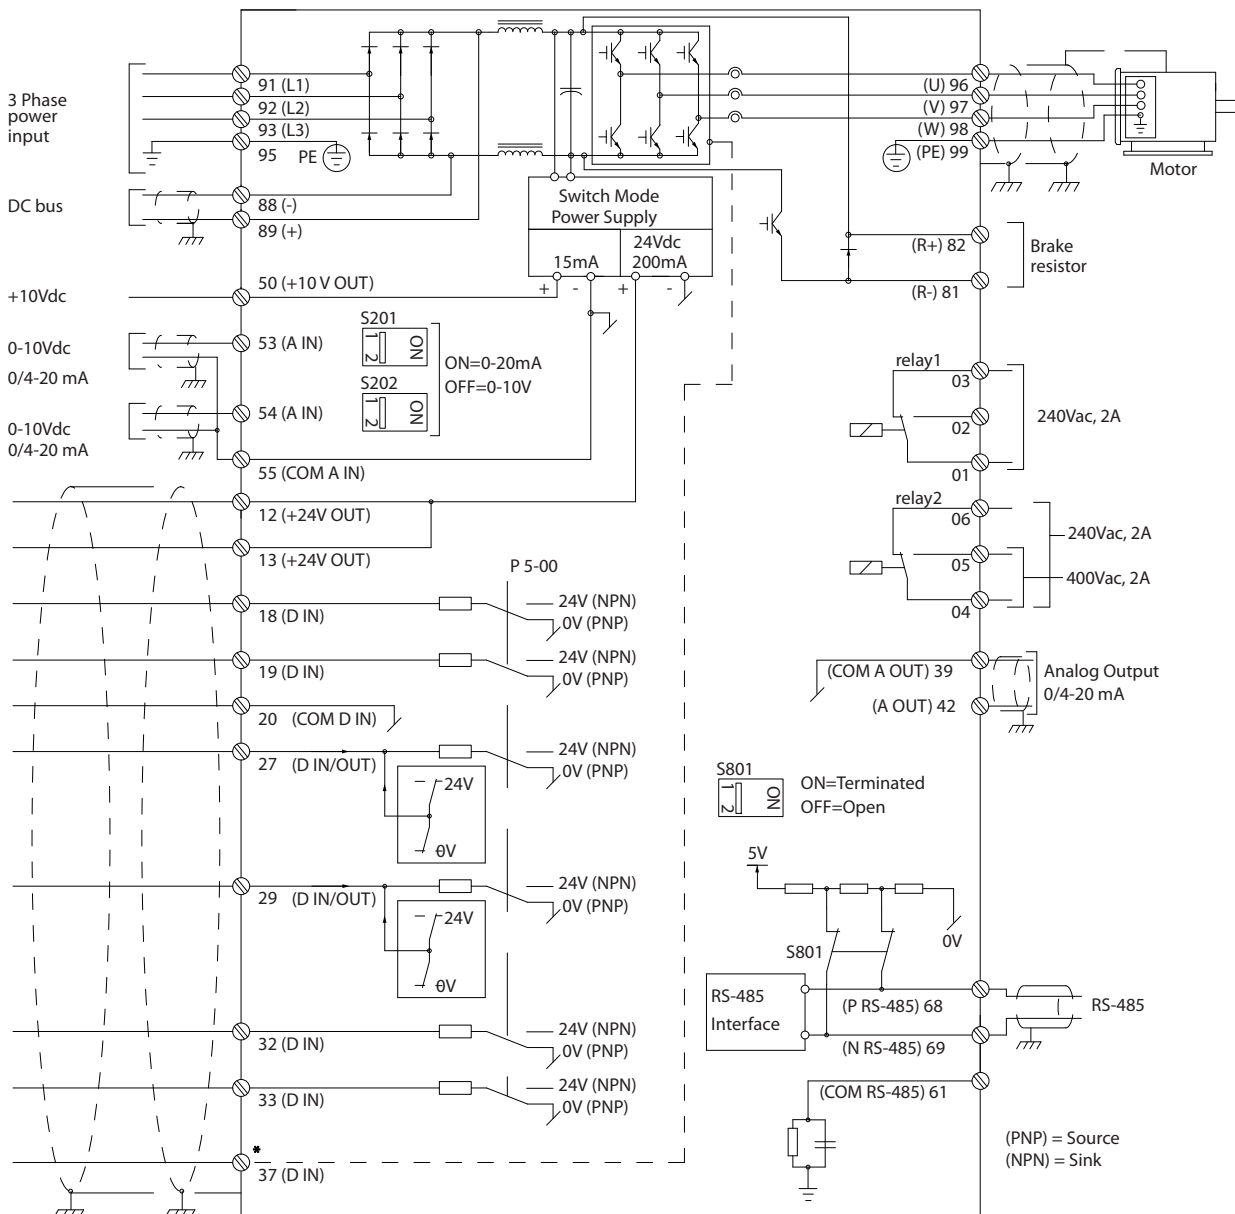 3 Phase
power
input
91 (L1)
92 (L2)
93 (L3)
95
PE
DC bus
88 (-)
89 (+)
+10Vdc
50 (+10 V OUT)
0-10Vdc
0/4-20 mA
53 (A IN)
0-10Vdc
0/4-20 mA
54 (A IN)
55 (COM A IN)
12 (+24V OUT)
13 (+24V OUT)
18 (D IN)
19 (D IN)
20 (COM D IN)
27 (D IN/OUT)
29 (D IN/OUT)
32 (D IN)
33 (D IN)
*
37 (D IN)
S201
1 2 ON
S202
1 2 ON
ON=0-20mA
OFF=0-10V
Switch Mode
Power Supply
15mA
24Vdc
200mA
+ - + -
P 5-00
24V (NPN)
0V (PNP)
24V (NPN)
0V (PNP)
24V (NPN)
0V (PNP)
24V
0V
24V (NPN)
0V (PNP)
24V
0V
24V (NPN)
0V (PNP)
24V (NPN)
0V (PNP)
(U) 96
(V) 97
(W) 98
(PE) 99
Motor
(R+) 82
(R-) 81
Brake
resistor
relay1
03
02
01
240Vac, 2A
relay2
06
05
04
240Vac, 2A
400Vac, 2A
(COM A OUT) 39
(A OUT) 42
Analog Output
0/4-20 mA
S801
1 2 ON
ON=Terminated
OFF=Open
5V
0V
S801
RS-485
Interface
(P RS-485) 68
(N RS-485) 69
RS-485
(COM RS-485) 61
(PNP) = Source
(NPN) = Sink